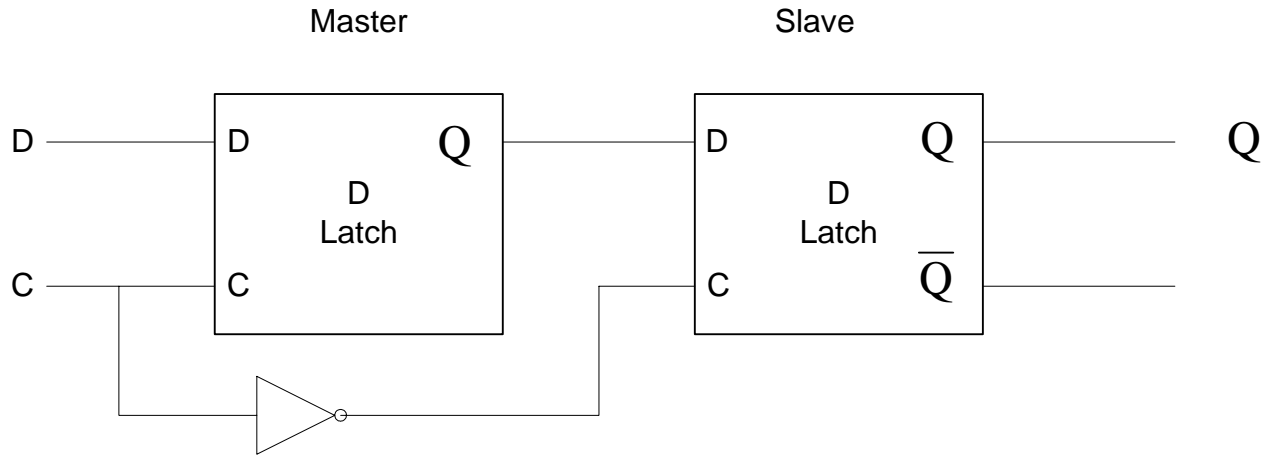 Master Slave
D D Q D Q Q
D D
Latch Latch
C C C Q̅